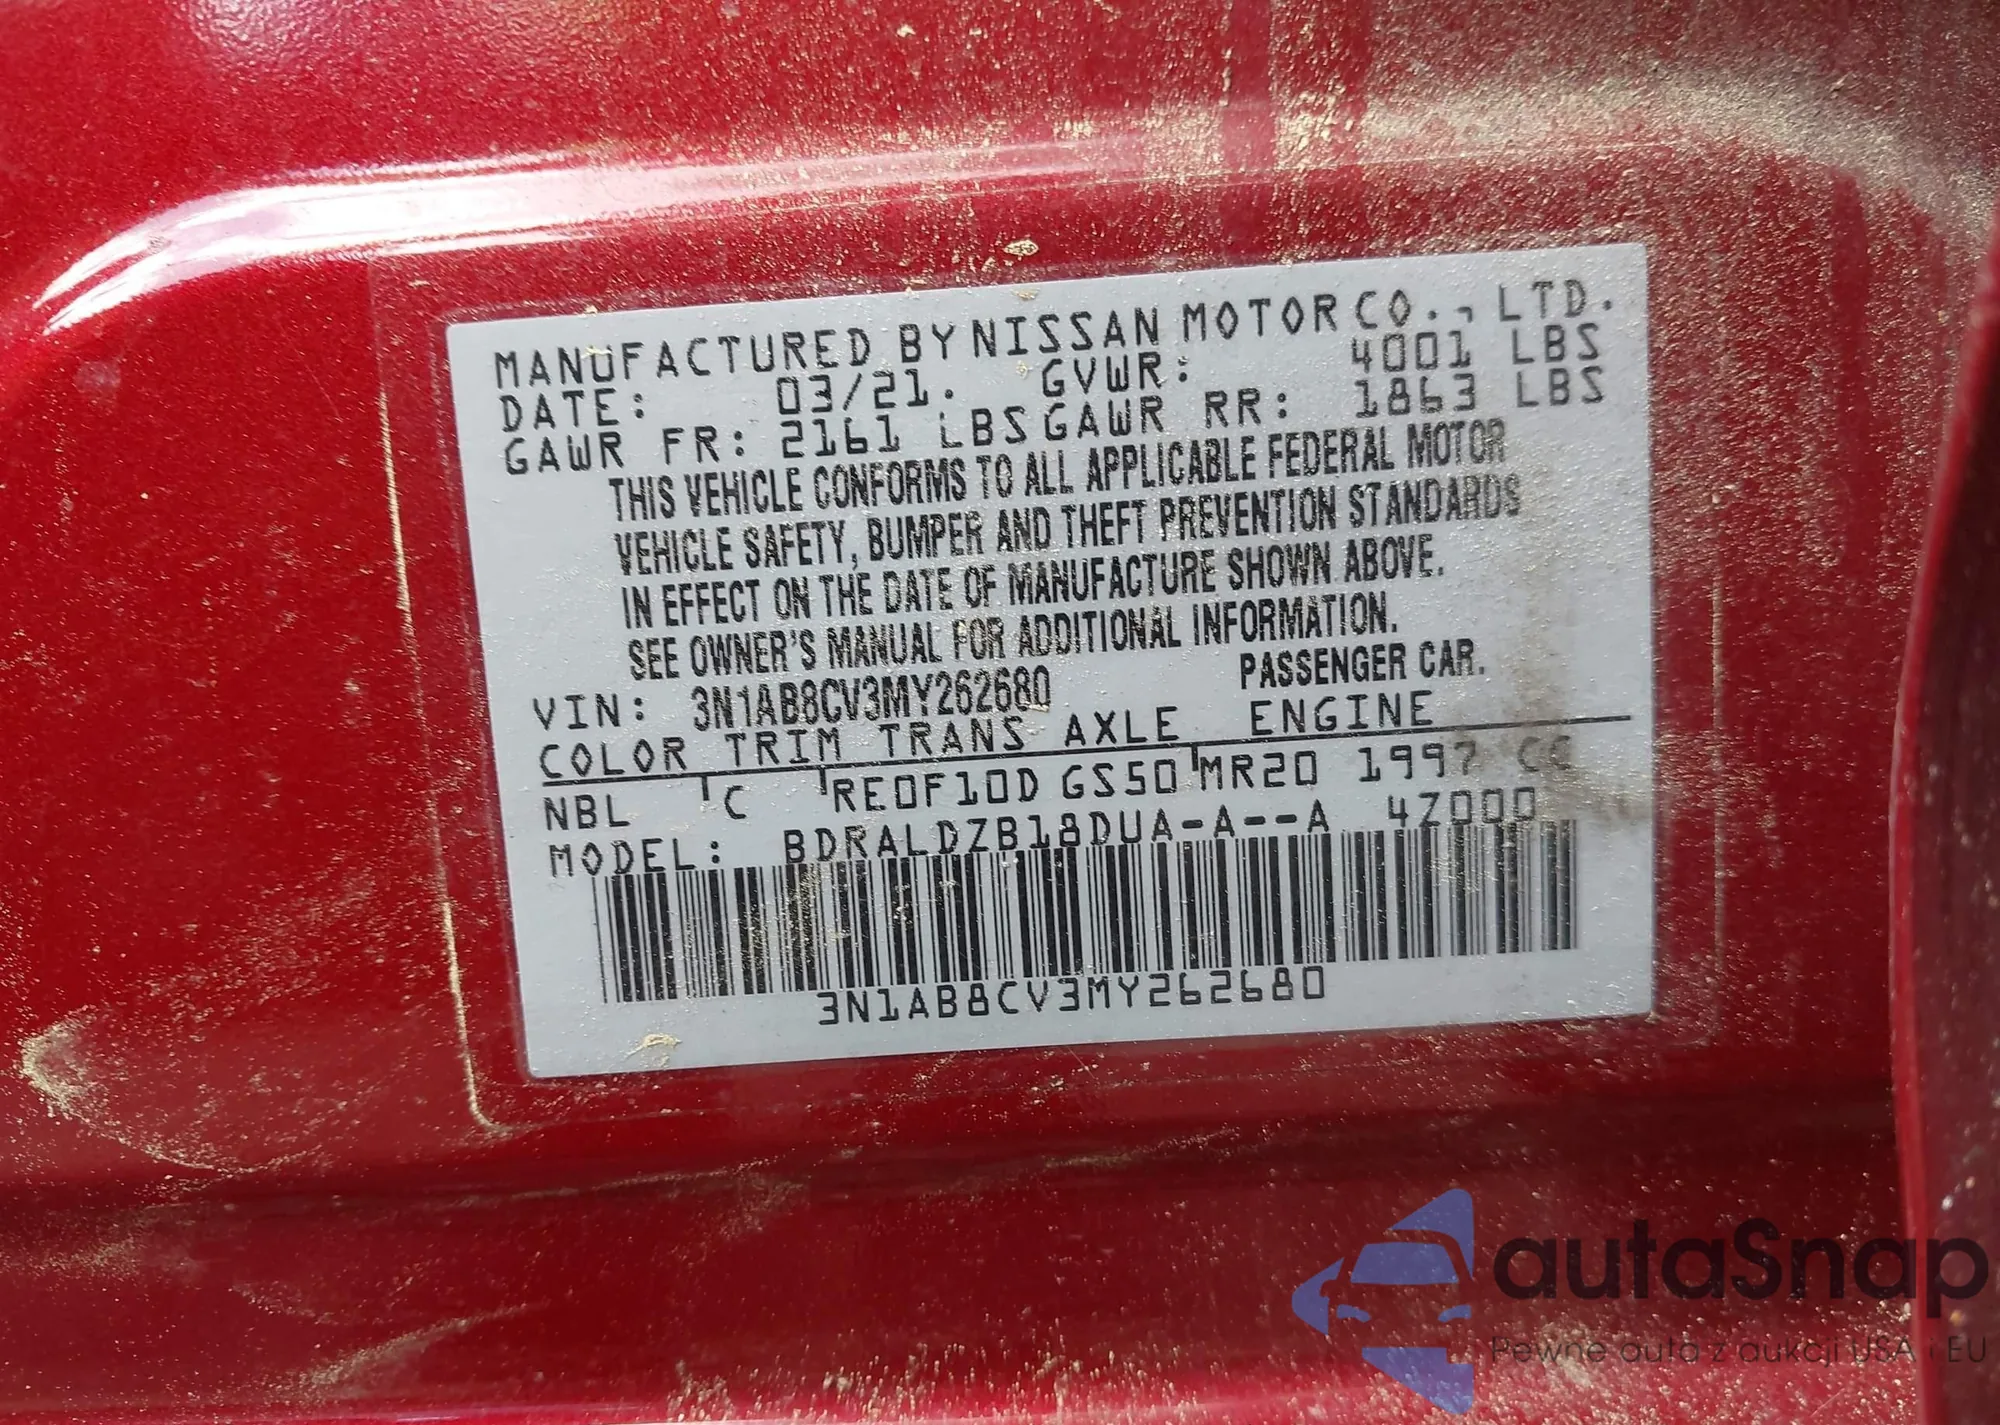 MANUFACTURED BY NISSAN MOTOR CO., LTD.
DATE: 03/21. GVWR: 4001 LBS
GAWR FR: 2161 LBS GAWR RR: 1863 LBS
THIS VEHICLE CONFORMS TO ALL APPLICABLE FEDERAL MOTOR
VEHICLE SAFETY, BUMPER AND THEFT PREVENTION STANDARDS
IN EFFECT ON THE DATE OF MANUFACTURE SHOWN ABOVE.
SEE OWNER'S MANUAL FOR ADDITIONAL INFORMATION.
VIN: 3N1AB8CV3MY262680 PASSENGER CAR.
COLOR TRIM TRANS AXLE ENGINE
NBL C RE0F10D GS50 MR20 1997 CC
MODEL: BDRALDZB18DUA-A--A 4Z000
3N1AB8CV3MY262680
autaSnap
Pewne auta z aukcji USA i EU